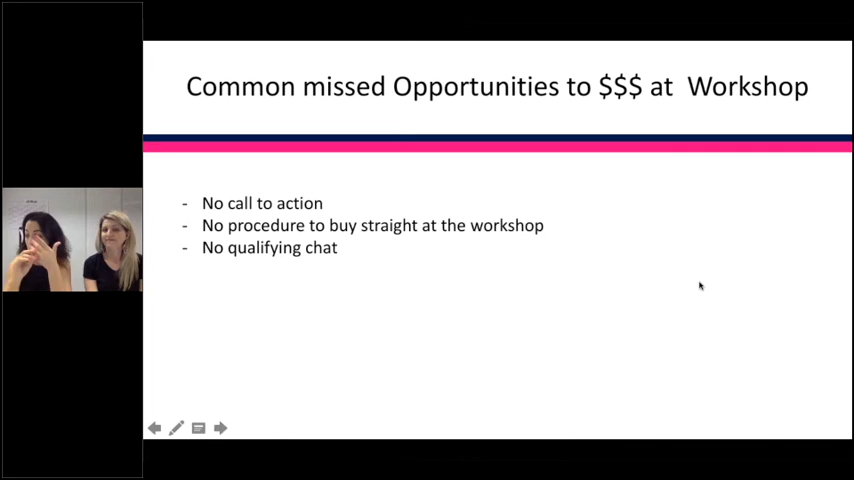 Common missed Opportunities to $$$ at Workshop
- No call to action
- No procedure to buy straight at the workshop
- No qualifying chat